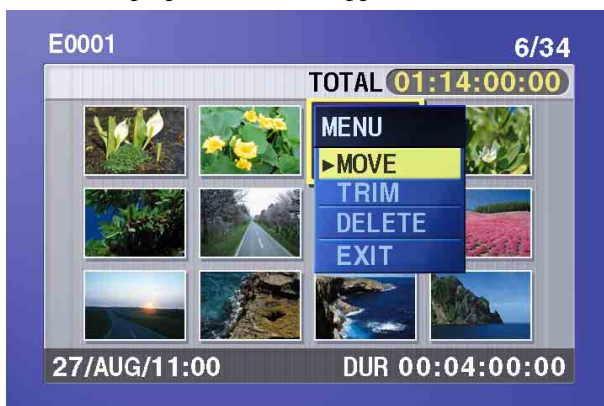 E0001 6/34
TOTAL 01:14:00:00
MENU
▸MOVE
TRIM
DELETE
EXIT
27/AUG/11:00 DUR 00:04:00:00